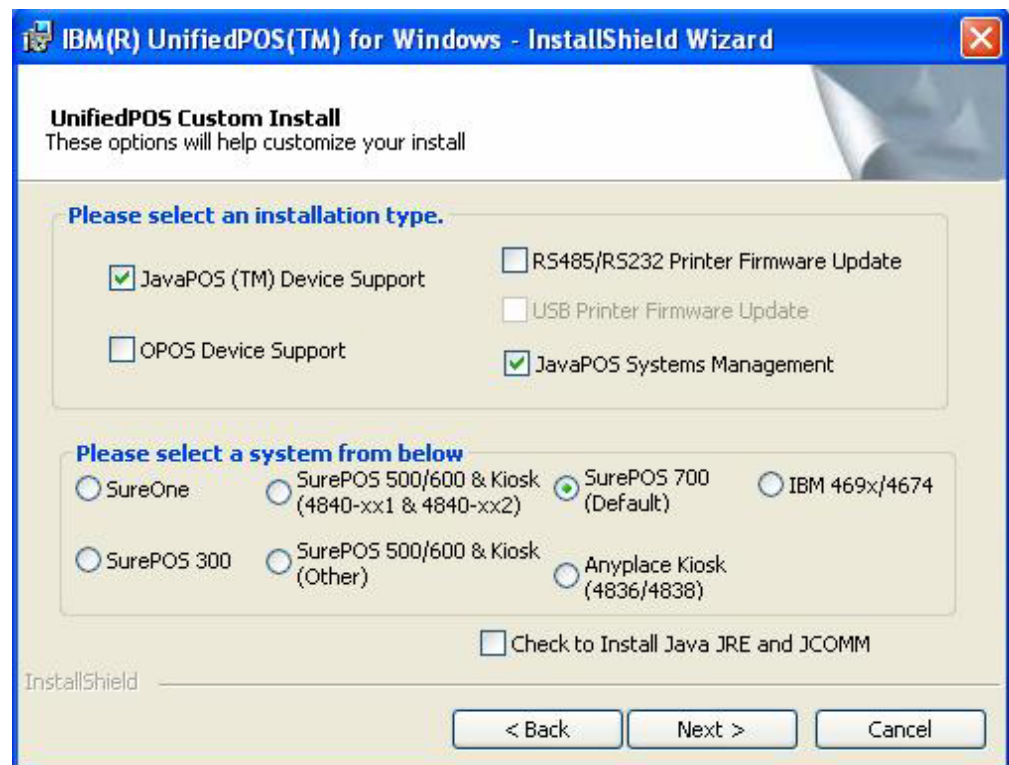 IBM(R) UnifiedPOS(TM) for Windows - InstallShield Wizard
UnifiedPOS Custom Install
These options will help customize your install
Please select an installation type.
JavaPOS (TM) Device Support
RS485/RS232 Printer Firmware Update
USB Printer Firmware Update
OPOS Device Support
JavaPOS Systems Management
Please select a system from below
SureOne
SurePOS 500/600 & Kiosk
(4840-xx1 & 4840-xx2)
SurePOS 700
(Default)
IBM 469x/4674
SurePOS 300
SurePOS 500/600 & Kiosk
(Other)
Anyplace Kiosk
(4836/4838)
Check to Install Java JRE and JCOMM
InstallShield
< Back
Next >
Cancel